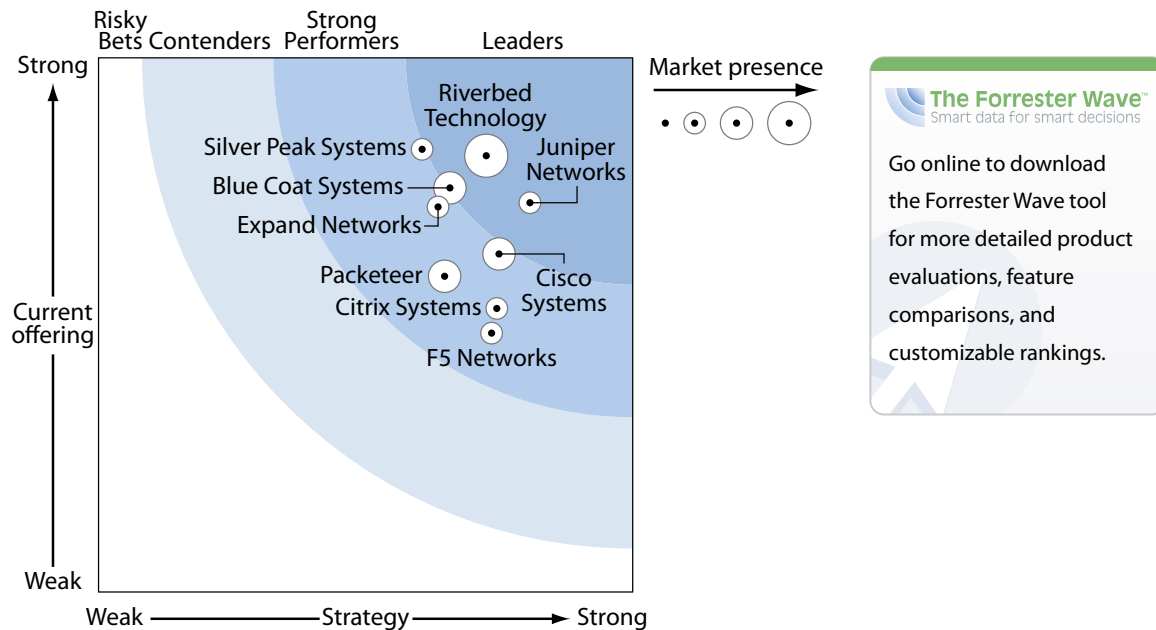 Risky
Bets
Contenders
Strong
Performers
Leaders
Strong
Current
offering
Weak
Riverbed
Technology
Silver Peak Systems
Juniper
Networks
Blue Coat Systems
Expand Networks
Packeteer
Cisco
Systems
Citrix Systems
F5 Networks
Weak
Strategy
Strong
Market presence
The Forrester Wave™
Smart data for smart decisions
Go online to download
the Forrester Wave tool
for more detailed product
evaluations, feature
comparisons, and
customizable rankings.